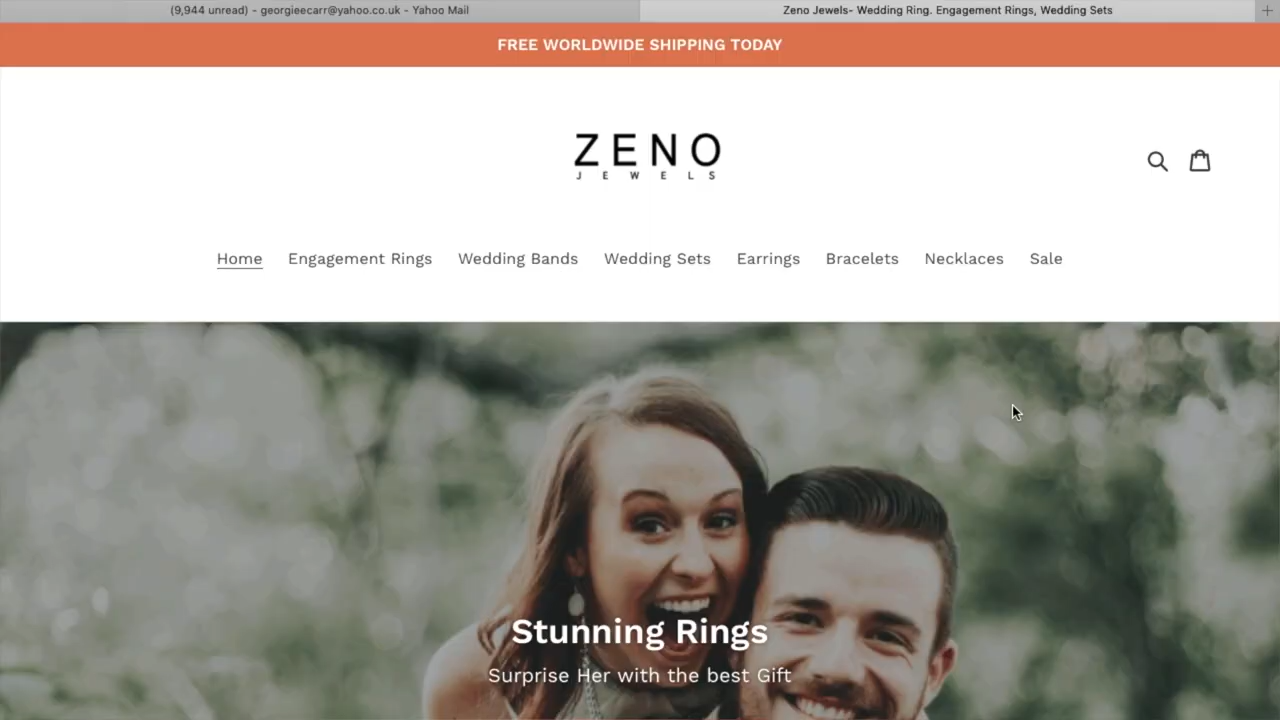 (9,944 unread) - georgieecarr@yahoo.co.uk - Yahoo Mail
Zeno Jewels- Wedding Ring. Engagement Rings, Wedding Sets
FREE WORLDWIDE SHIPPING TODAY
ZENO
JEWELS
Home Engagement Rings Wedding Bands Wedding Sets Earrings Bracelets Necklaces Sale
Stunning Rings
Surprise Her with the best Gift